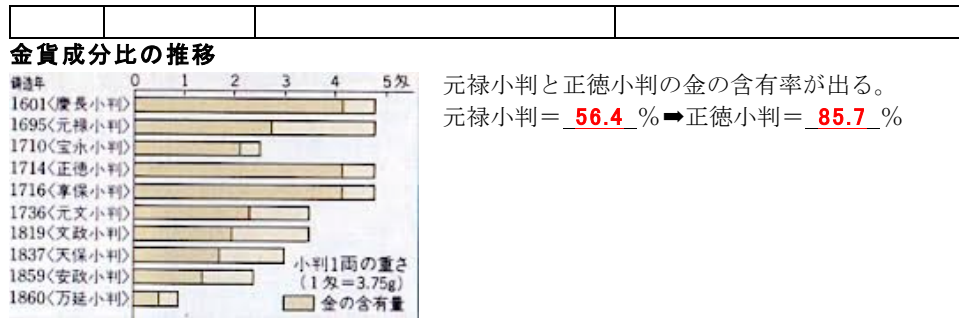 金貨成分比の推移
鋳造年 0 1 2 3 4 5匁
1601〈慶長小判〉
1695〈元禄小判〉
1710〈宝永小判〉
1714〈正徳小判〉
1716〈享保小判〉
1736〈元文小判〉
1819〈文政小判〉
1837〈天保小判〉
1859〈安政小判〉
1860〈万延小判〉
小判1両の重さ
(1匁=3.75g)
金の含有量
元禄小判と正徳小判の金の含有率が出る。
元禄小判= 56.4 %➡正徳小判= 85.7 %